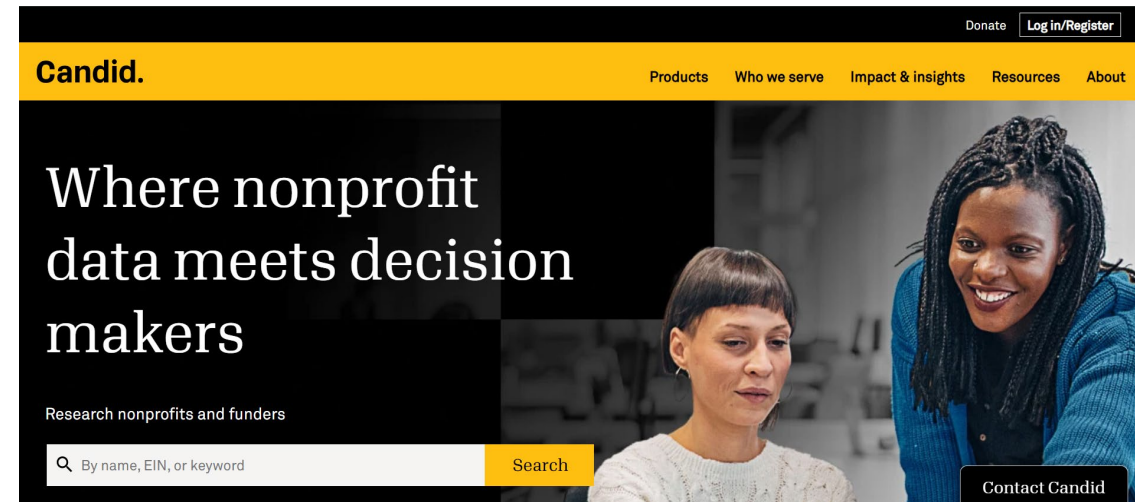 Donate Log in/Register
Candid.
Products Who we serve Impact & insights Resources About
Where nonprofit
data meets decision
makers
Research nonprofits and funders
By name, EIN, or keyword Search
Contact Candid